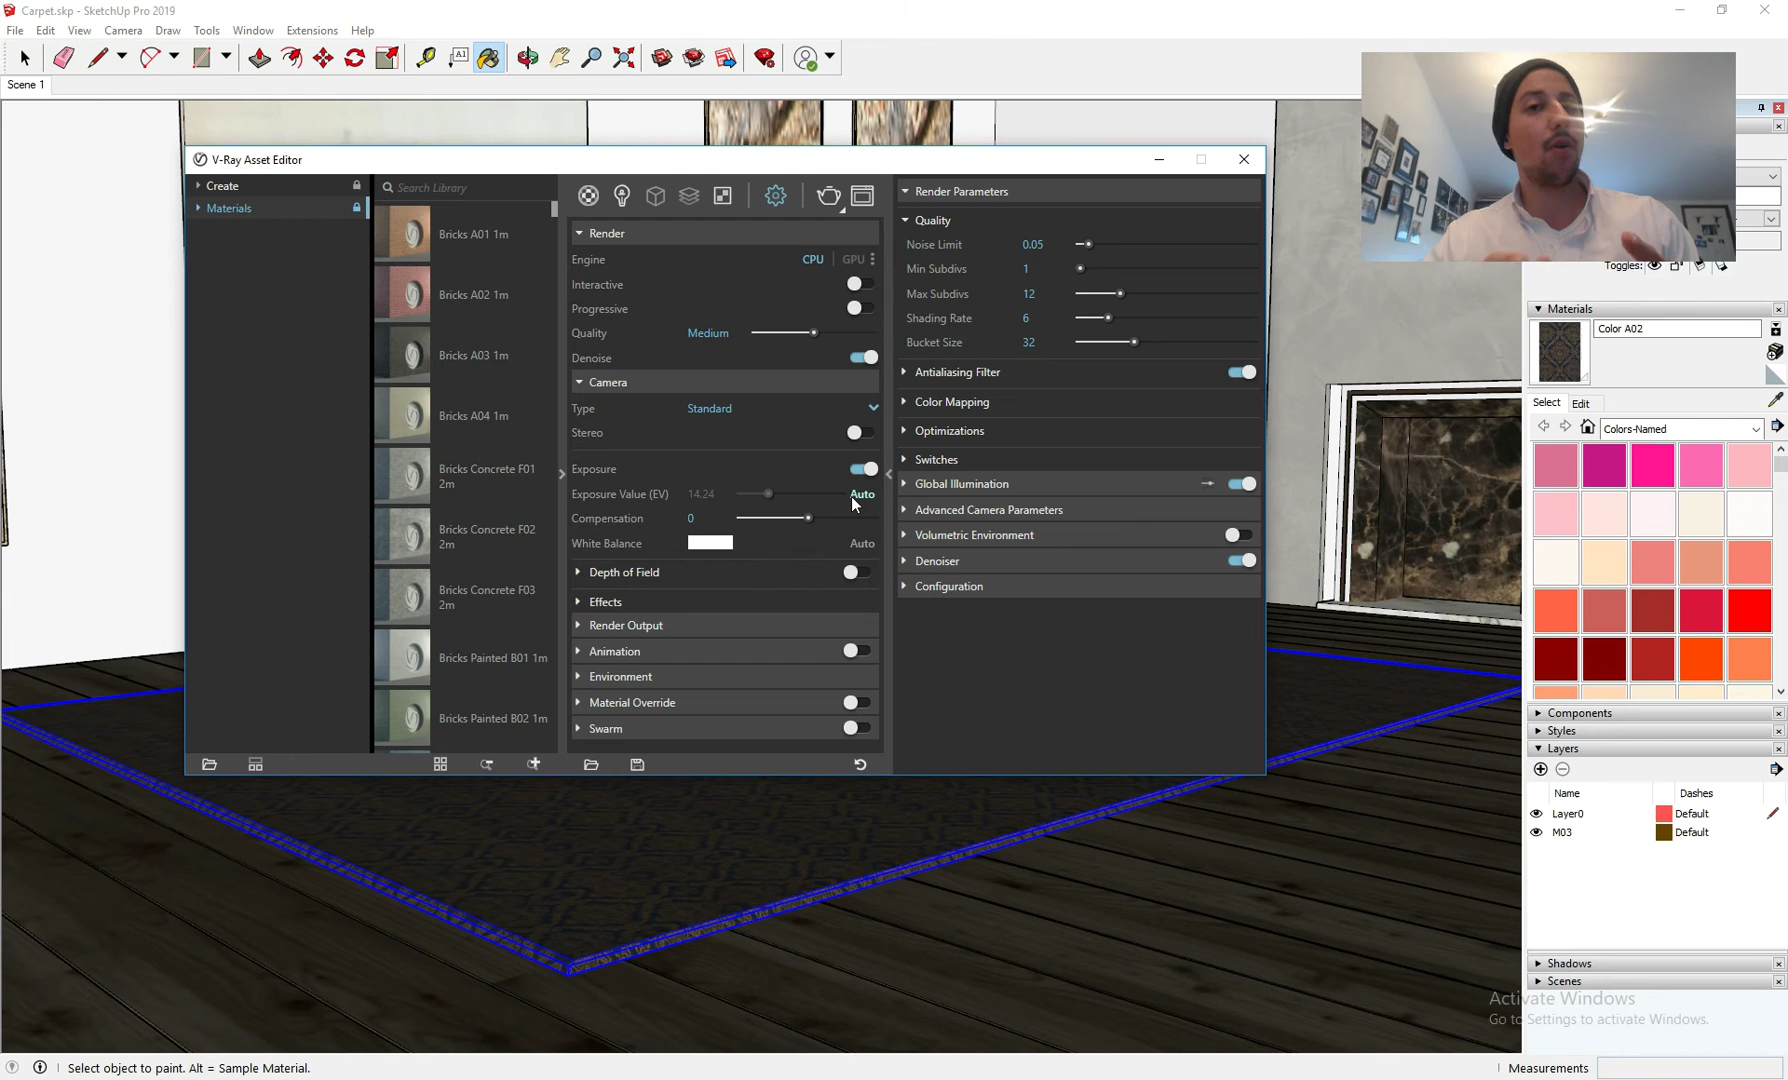 Carpet.skp - SketchUp Pro 2019
File Edit View Camera Draw Tools Window Extensions Help
A1
Scene 1
V-Ray Asset Editor
Create
Materials
Search Library
Bricks A01 1m
Bricks A02 1m
Bricks A03 1m
Bricks A04 1m
Bricks Concrete F01
2m
Bricks Concrete F02
2m
Bricks Concrete F03
2m
Bricks Painted B01 1m
Bricks Painted B02 1m
Render
Engine CPU GPU
Interactive
Progressive
Quality Medium
Denoise
Camera
Type Standard
Stereo
Exposure
Exposure Value (EV) 14.24 Auto
Compensation 0
White Balance Auto
Depth of Field
Effects
Render Output
Animation
Environment
Material Override
Swarm
Render Parameters
Quality
Noise Limit 0.05
Min Subdivs 1
Max Subdivs 12
Shading Rate 6
Bucket Size 32
Antialiasing Filter
Color Mapping
Optimizations
Switches
Global Illumination
Advanced Camera Parameters
Volumetric Environment
Denoiser
Configuration
Toggles:
Materials
Color A02
Select Edit
Colors-Named
Components
Styles
Layers
Name Dashes
Layer0 Default
M03 Default
Shadows
Scenes
Activate Windows
Go to Settings to activate Windows.
Select object to paint. Alt = Sample Material.
Measurements